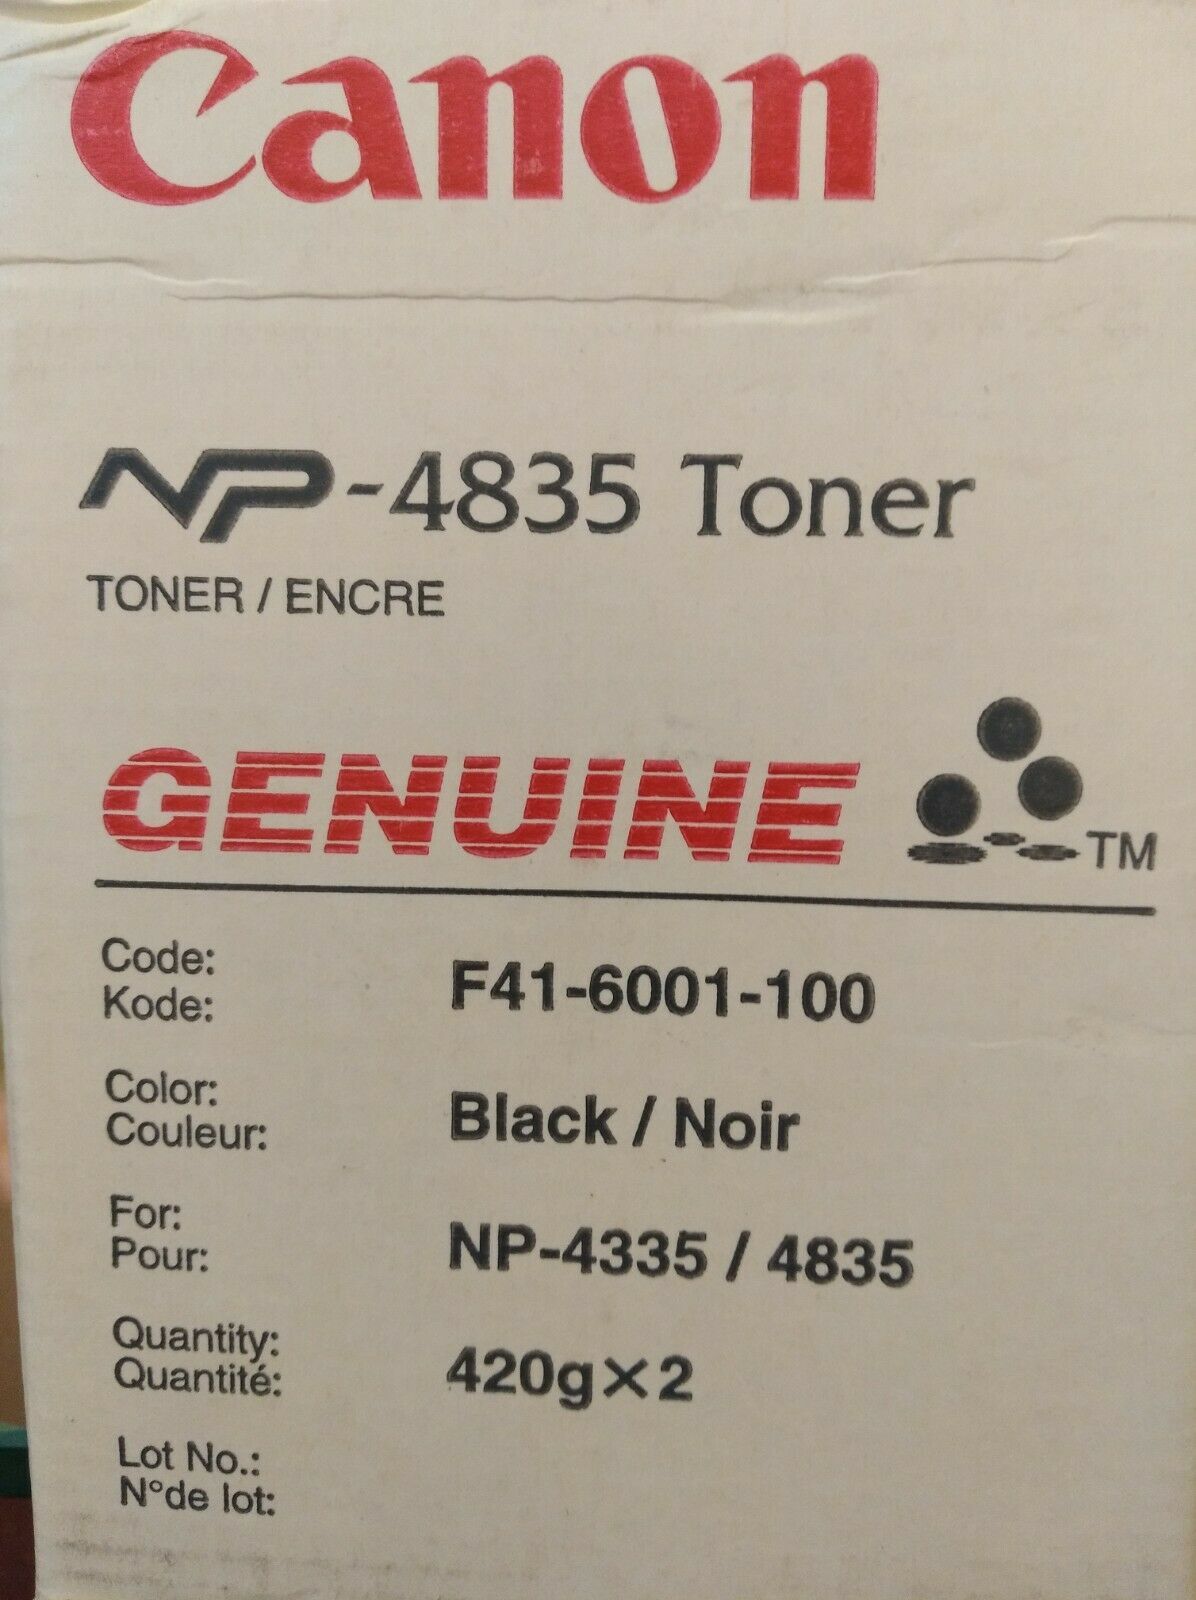 Canon
NP-4835 Toner
TONER / ENCRE
GENUINE TM
Code:
Kode:
F41-6001-100
Color:
Couleur:
Black / Noir
For:
Pour:
NP-4335 / 4835
Quantity:
Quantité:
420g×2
Lot No.:
N°de lot: